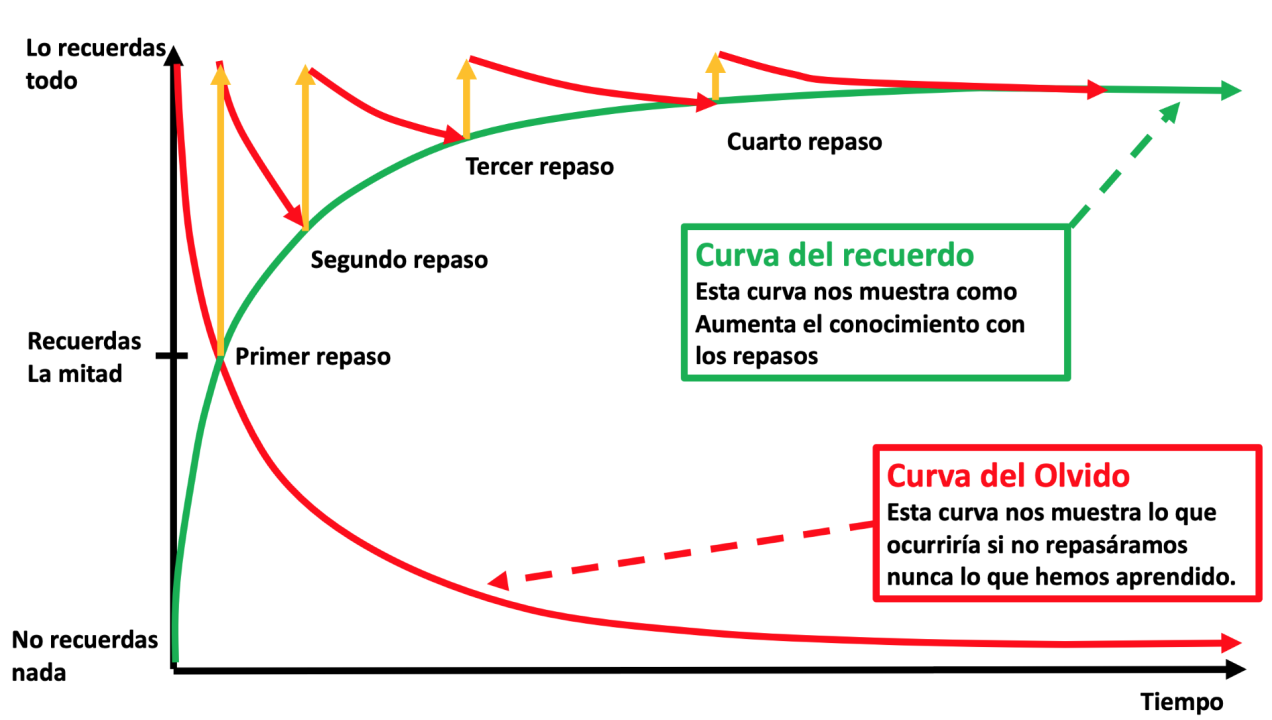 Lo recuerdas
todo
Cuarto repaso
Tercer repaso
Segundo repaso
Curva del recuerdo
Esta curva nos muestra como
Aumenta el conocimiento con
los repasos
Recuerdas
La mitad
Primer repaso
Curva del Olvido
Esta curva nos muestra lo que
ocurriría si no repasáramos
nunca lo que hemos aprendido.
No recuerdas
nada
Tiempo